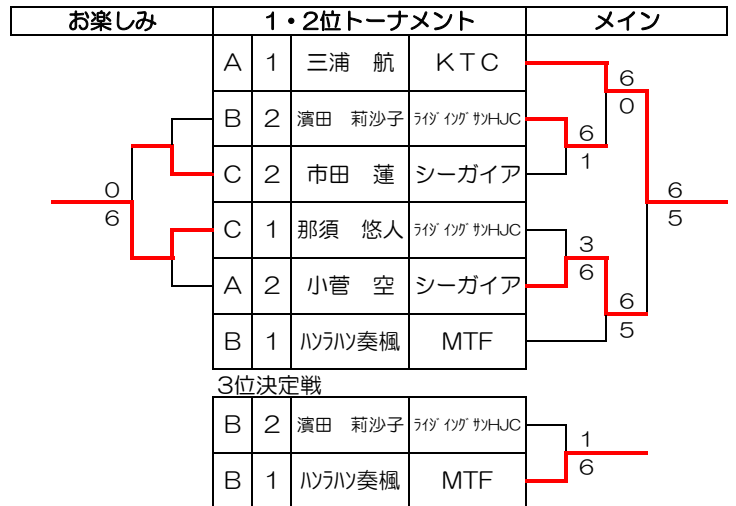 お楽しみ 1・2位トーナメント メイン
A 1 三浦 航 KTC
6
0
B 2 濱田 莉沙子 ﾗｲｼﾞｨﾝｸﾞｻﾝHJC
6
1
C 2 市田 蓮 シーガイア
0
6
6
5
C 1 那須 悠人 ﾗｲｼﾞｨﾝｸﾞｻﾝHJC
3
6
A 2 小菅 空 シーガイア
6
5
B 1 ﾊﾝﾗﾊﾝ奏楓 MTF
3位決定戦
B 2 濱田 莉沙子 ﾗｲｼﾞｨﾝｸﾞｻﾝHJC
1
6
B 1 ﾊﾝﾗﾊﾝ奏楓 MTF